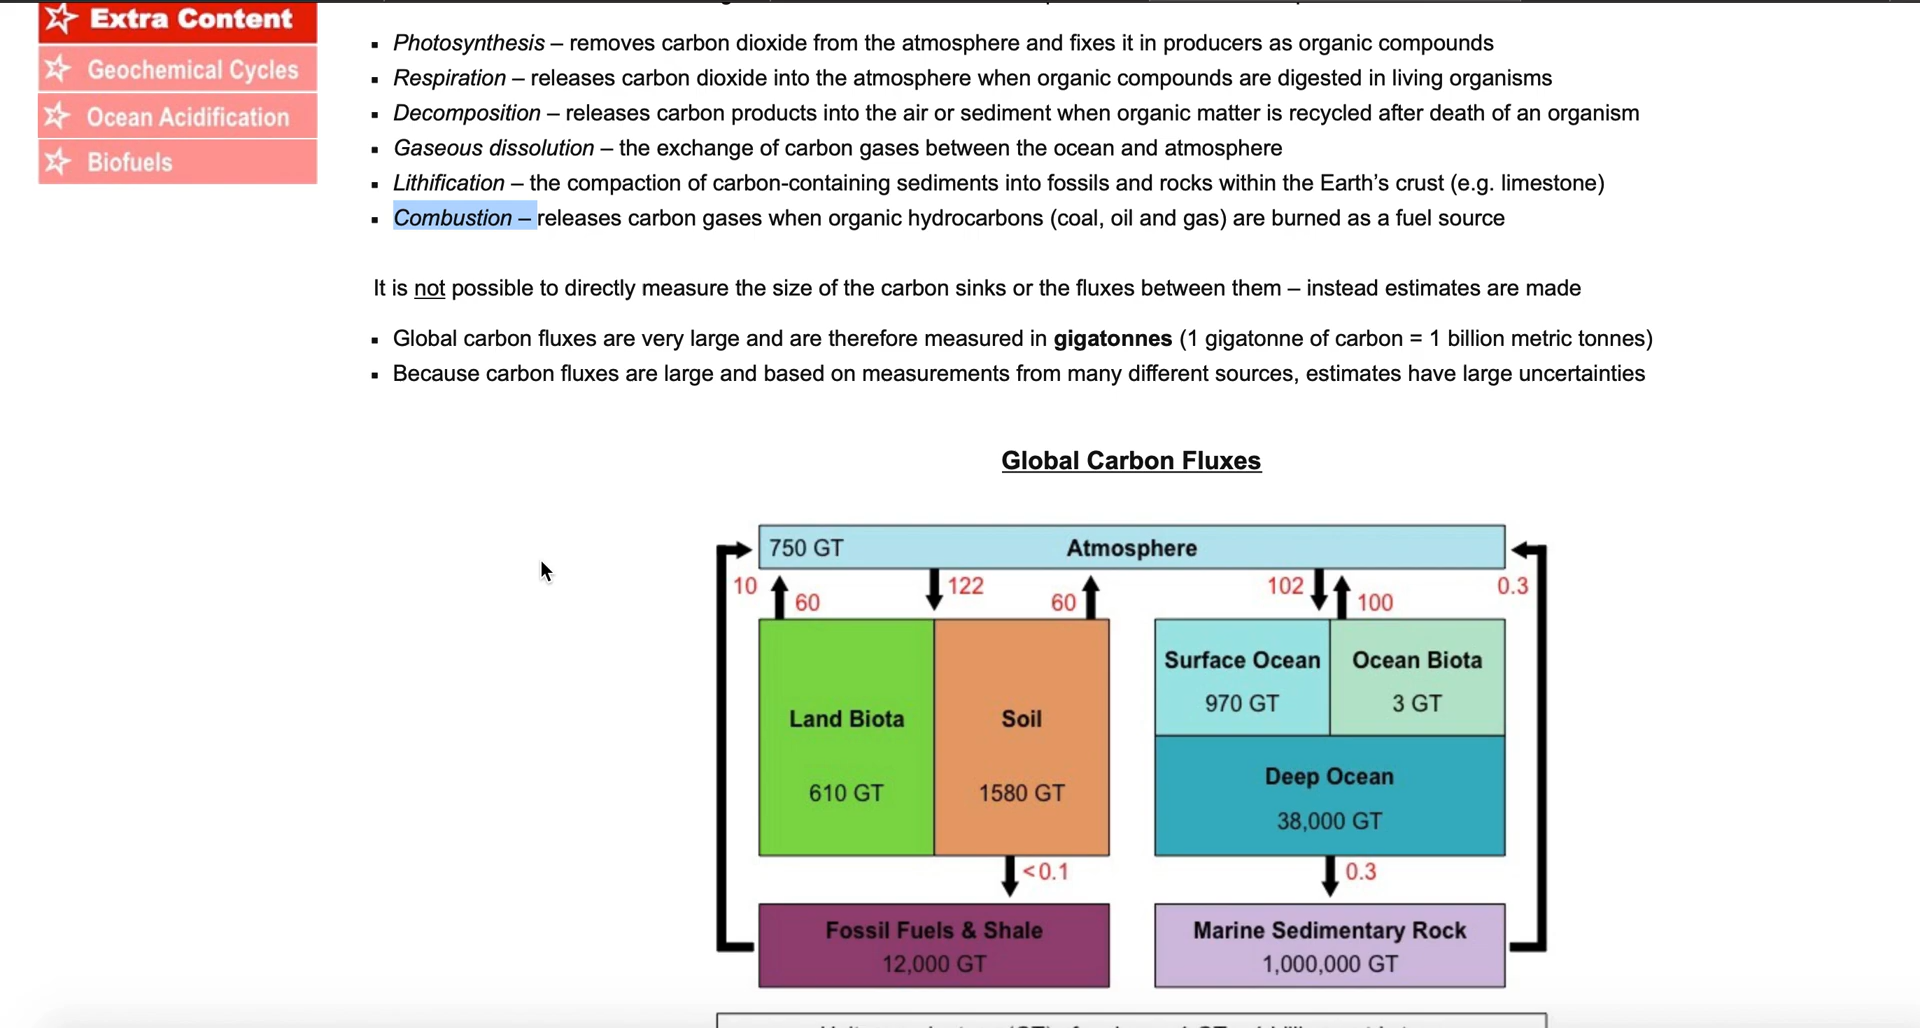 Extra Content
Geochemical Cycles
Ocean Acidification
Biofuels
▪ Photosynthesis – removes carbon dioxide from the atmosphere and fixes it in producers as organic compounds
▪ Respiration – releases carbon dioxide into the atmosphere when organic compounds are digested in living organisms
▪ Decomposition – releases carbon products into the air or sediment when organic matter is recycled after death of an organism
▪ Gaseous dissolution – the exchange of carbon gases between the ocean and atmosphere
▪ Lithification – the compaction of carbon-containing sediments into fossils and rocks within the Earth’s crust (e.g. limestone)
▪ Combustion – releases carbon gases when organic hydrocarbons (coal, oil and gas) are burned as a fuel source
It is not possible to directly measure the size of the carbon sinks or the fluxes between them – instead estimates are made
▪ Global carbon fluxes are very large and are therefore measured in gigatonnes (1 gigatonne of carbon = 1 billion metric tonnes)
▪ Because carbon fluxes are large and based on measurements from many different sources, estimates have large uncertainties
Global Carbon Fluxes
750 GT Atmosphere
10 60 122 60 102 100 0.3
Surface Ocean Ocean Biota
970 GT 3 GT
Land Biota Soil
Deep Ocean
610 GT 1580 GT
38,000 GT
<0.1 0.3
Fossil Fuels & Shale Marine Sedimentary Rock
12,000 GT 1,000,000 GT